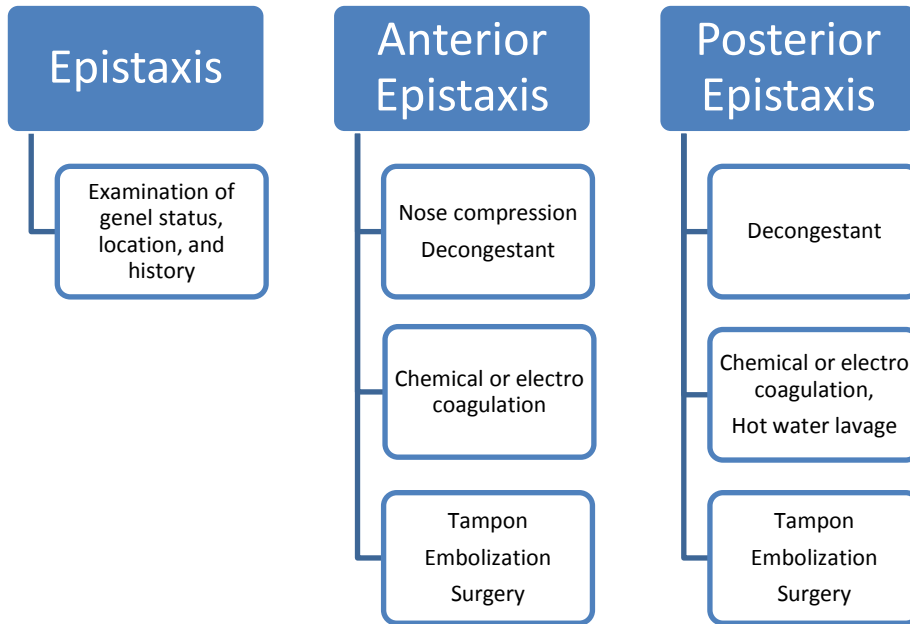 Epistaxis
Examination of
genel status,
location, and
history
Anterior
Epistaxis
Nose compression
Decongestant
Chemical or electro
coagulation
Tampon
Embolization
Surgery
Posterior
Epistaxis
Decongestant
Chemical or electro
coagulation,
Hot water lavage
Tampon
Embolization
Surgery